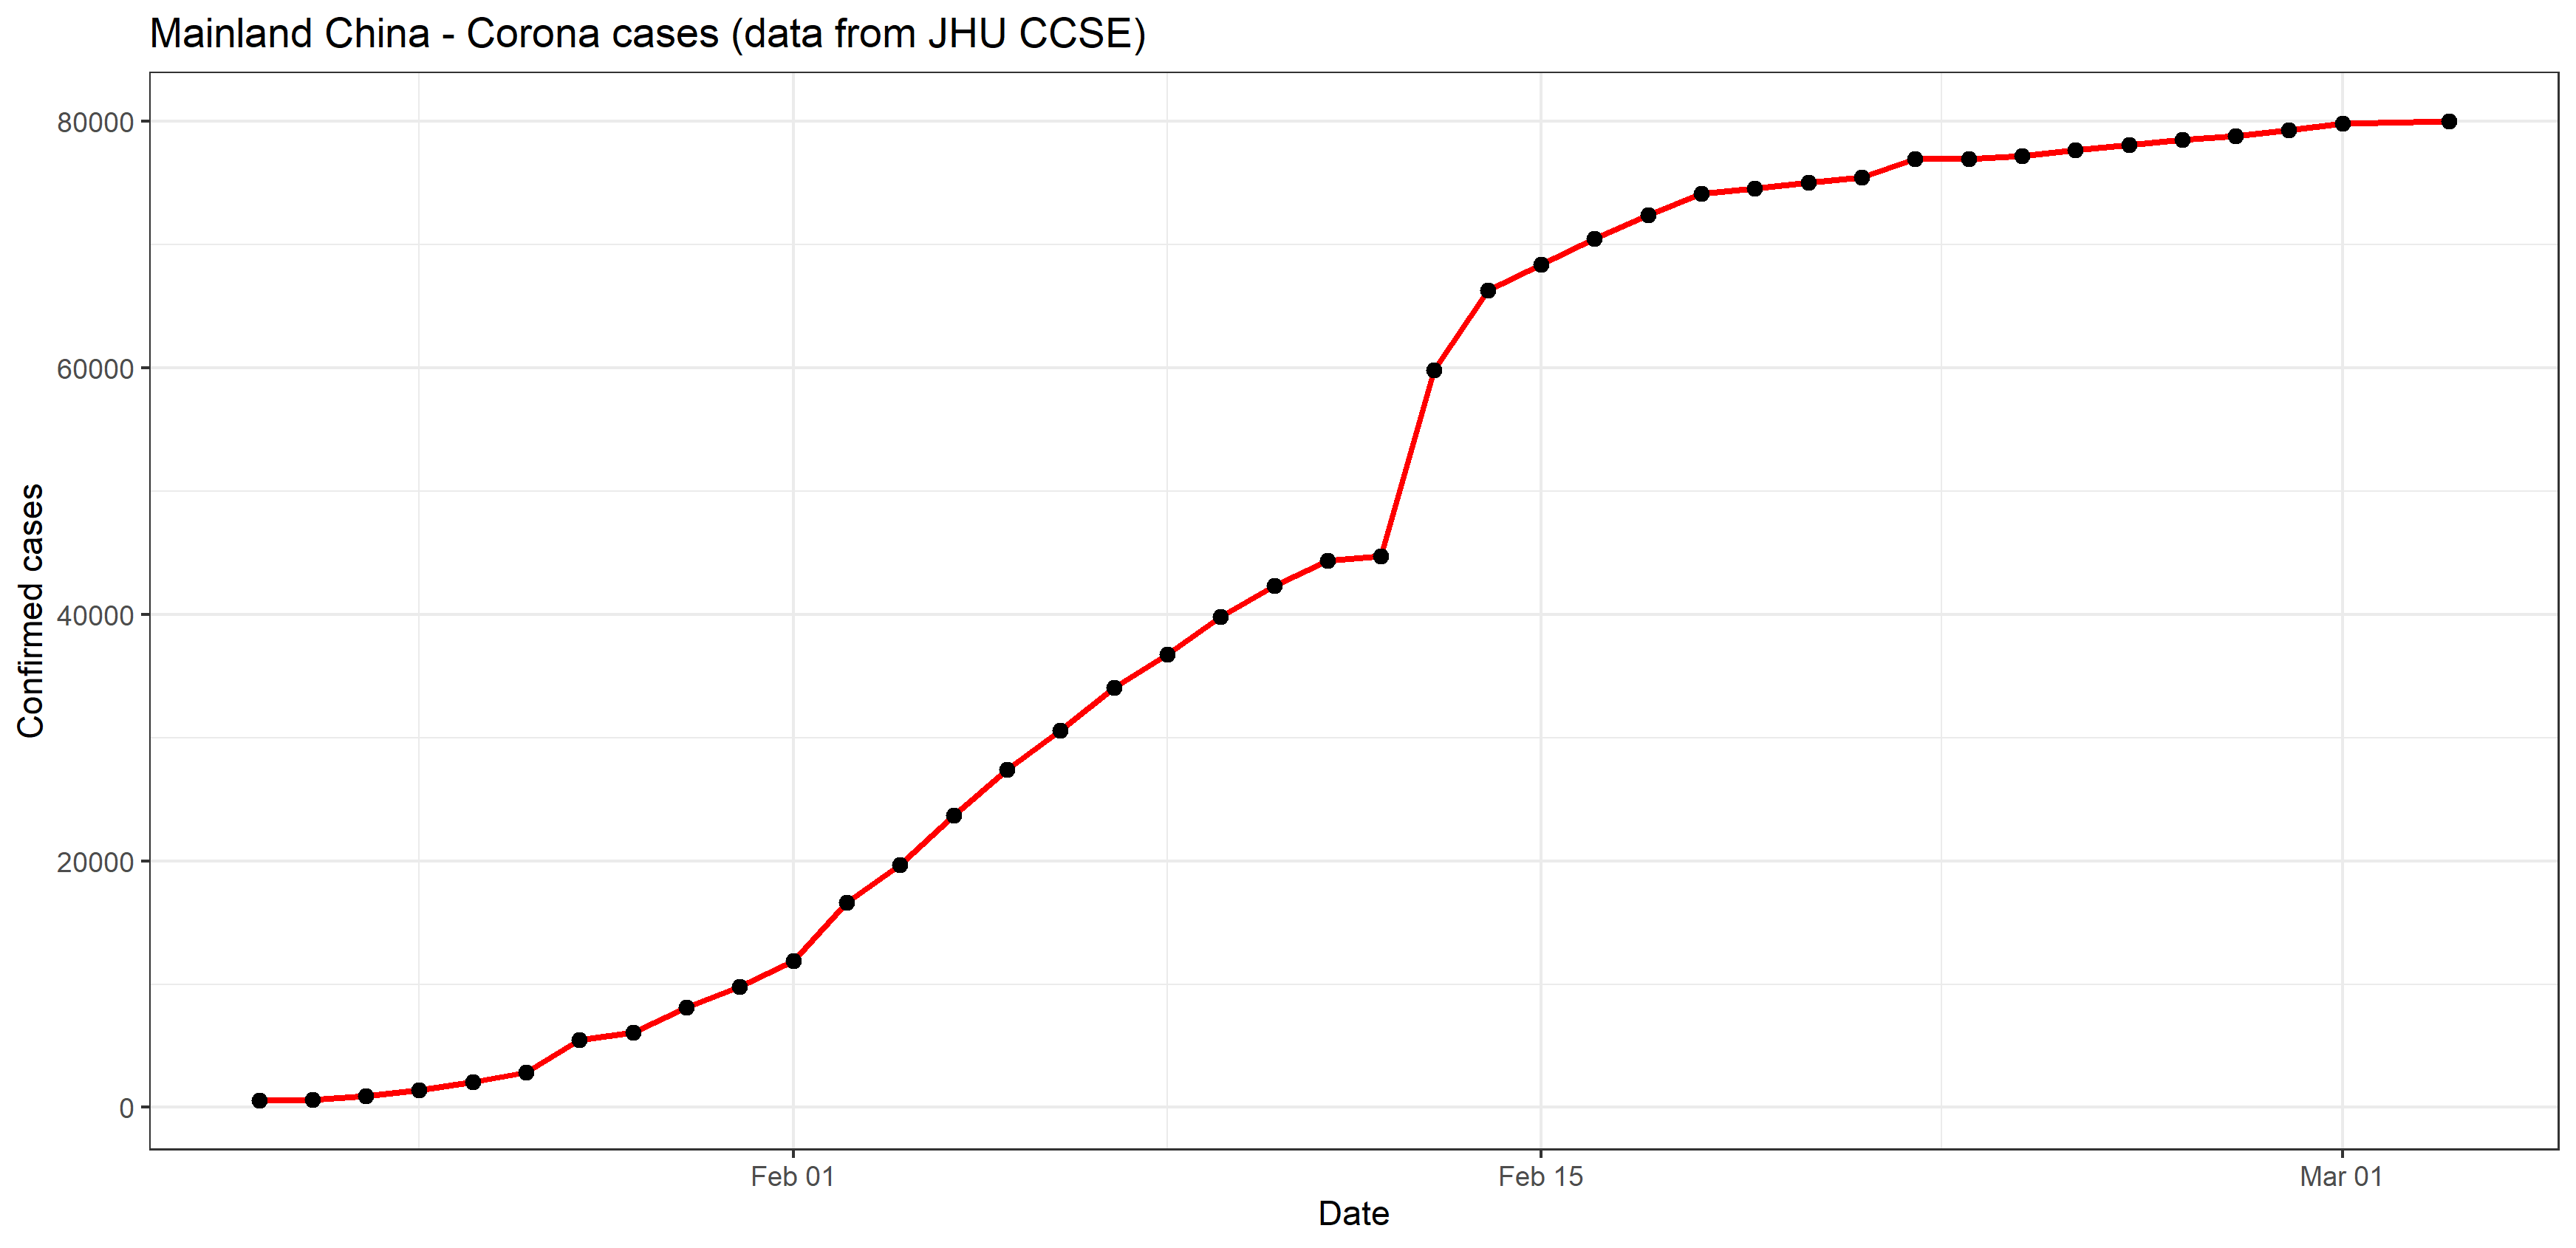 Mainland China - Corona cases (data from JHU CCSE)
Confirmed cases
80000
60000
40000
20000
0
Feb 01
Feb 15
Mar 01
Date